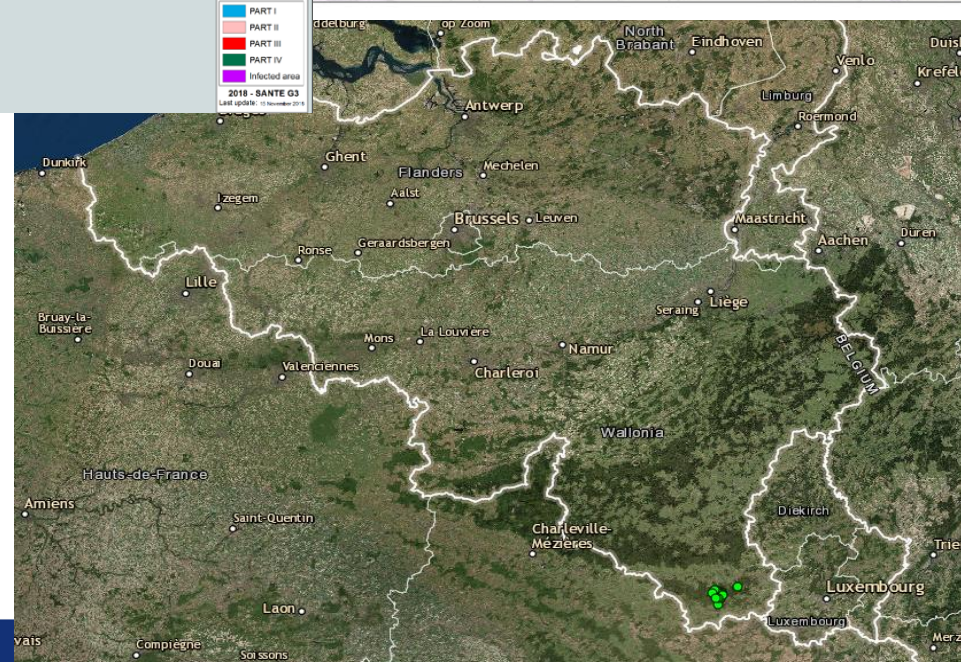 PART I
PART II
PART III
PART IV
Infected area
2018 - SANTE G3
Last update: 15 November 2018
op Zoom
North
Brabant
Eindhoven
Venlo
Limburg
Roermond
Antwerp
Dunkirk
Ghent
Flanders
Mechelen
Izegem
Aalst
Brussels
Leuven
Maastricht
Geraardsbergen
Ronse
Aachen
Düren
Lille
Seraing
Liège
Bruay-la-
Buissière
Mons
La Louvière
Namur
BELGIUM
Douai
Valenciennes
Charleroi
Wallonia
Hauts-de-France
Amiens
Saint-Quentin
Diekirch
Charleville-
Mézières
Luxembourg
Laon
Luxembourg
Compiègne
Soissons